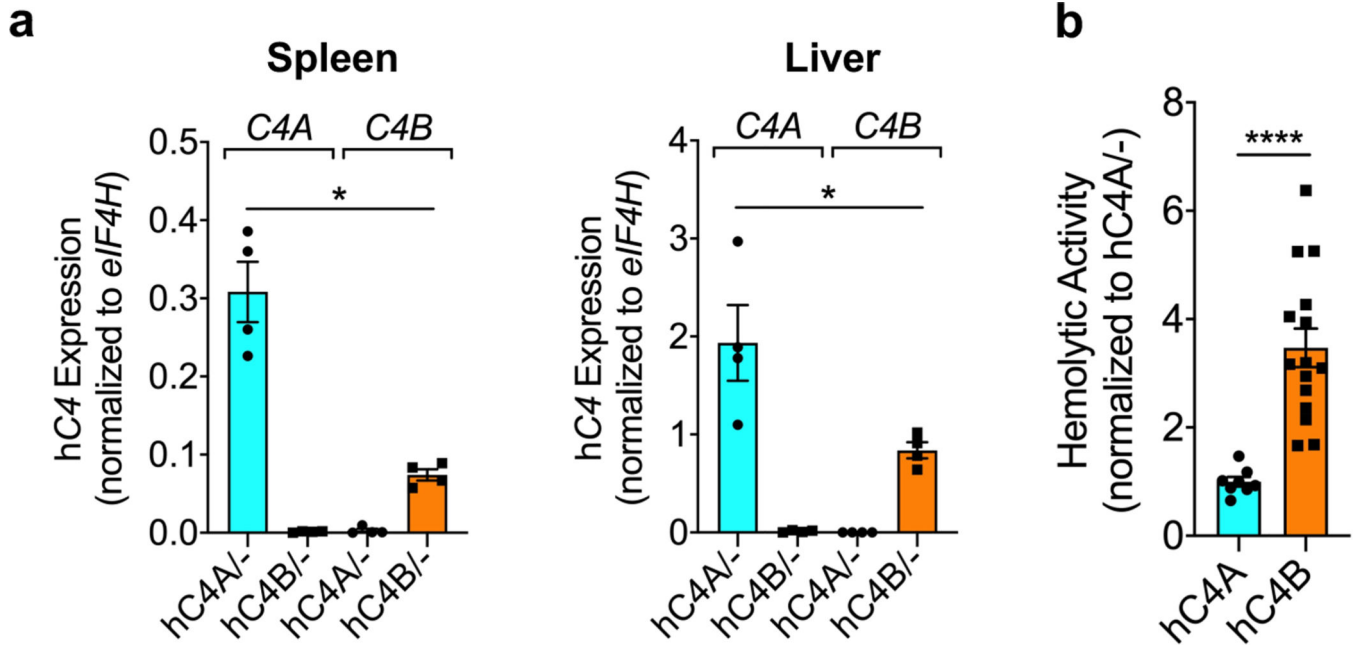 a
Spleen
C4A C4B
0.5
0.4
0.3
0.2
0.1
0.0
*
hC4 Expression
(normalized to eIF4H)
hC4A/- hC4B/- hC4A/- hC4B/-
Liver
C4A C4B
4
3
2
1
0
*
hC4 Expression
(normalized to eIF4H)
hC4A/- hC4B/- hC4A/- hC4B/-
b
8
6
4
2
0
****
Hemolytic Activity
(normalized to hC4A/-)
hC4A hC4B